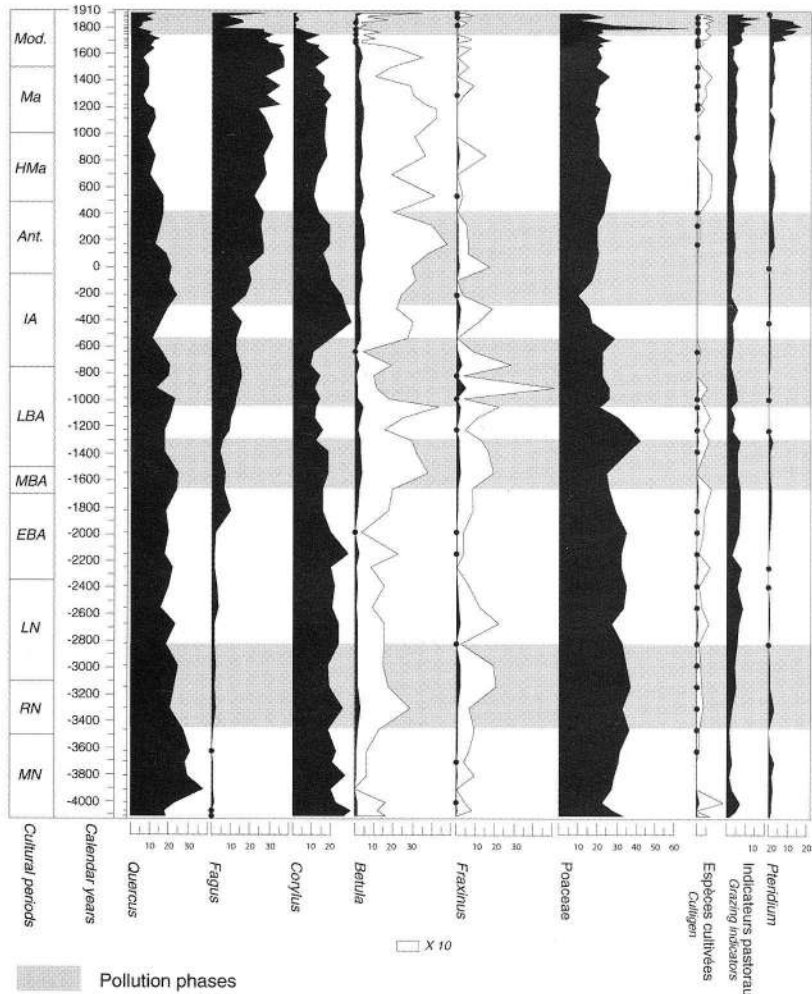 1910
1800
1600
1400
1200
1000
800
600
400
200
0
-200
-400
-600
-800
-1000
-1200
-1400
-1600
-1800
-2000
-2200
-2400
-2600
-2800
-3000
-3200
-3400
-3600
-3800
-4000
Mod.
Ma
HMa
Ant.
IA
LBA
MBA
EBA
LN
RN
MN
10 20 30
10 20 30
10 20
10 20 30
10 20 30
10 20 30 40 50 60
10 20
10 20
Cultural periods
Calendar years
Quercus
Fagus
Corylus
Betula
Fraxinus
Poaceae
Espèces cultivées
Cultigen
Indicateurs pastorau
Grazing indicators
Pteridium
X 10
Pollution phases